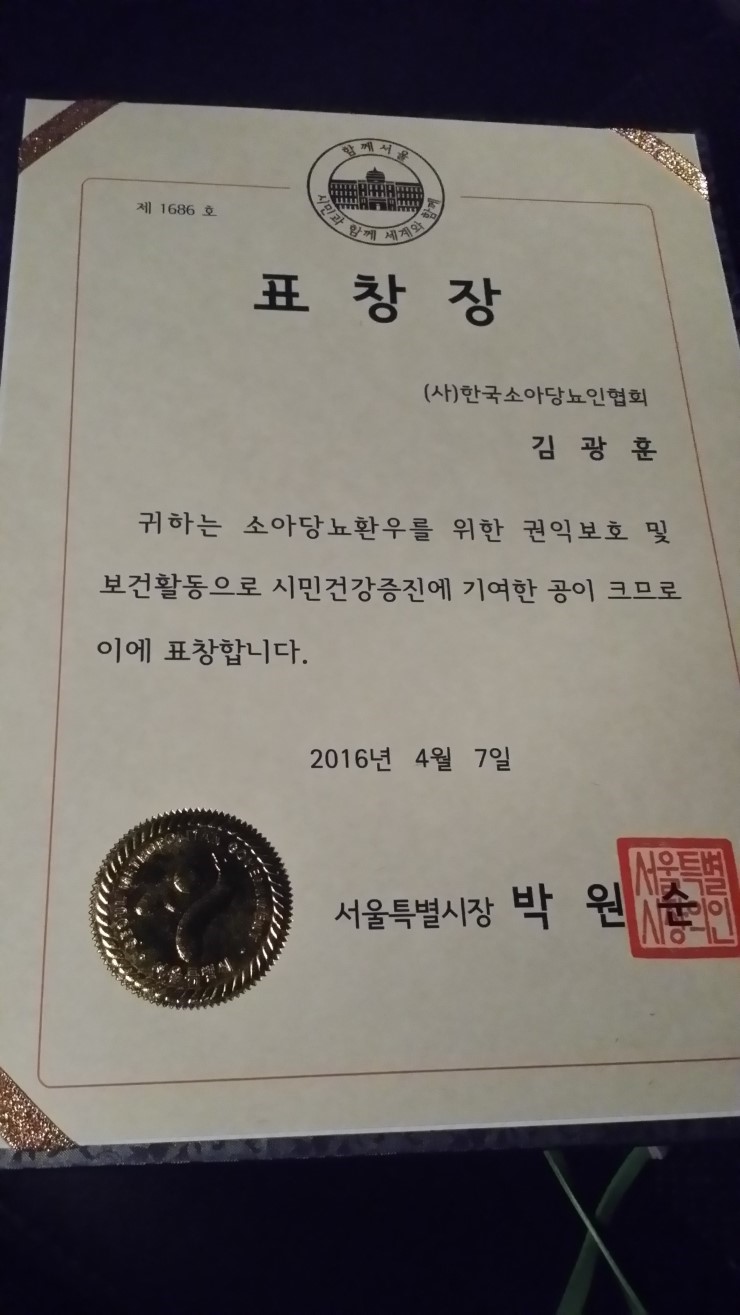 함께서울
시민과 함께 세계와 함께
제 1686 호
표 창 장
(사)한국소아당뇨인협회
김 광 훈
귀하는 소아당뇨환우를 위한 권익보호 및
보건활동으로 시민건강증진에 기여한 공이 크므로
이에 표창합니다.
2016년 4월 7일
서울특별시장 박 원 순
서울특별
시장의인